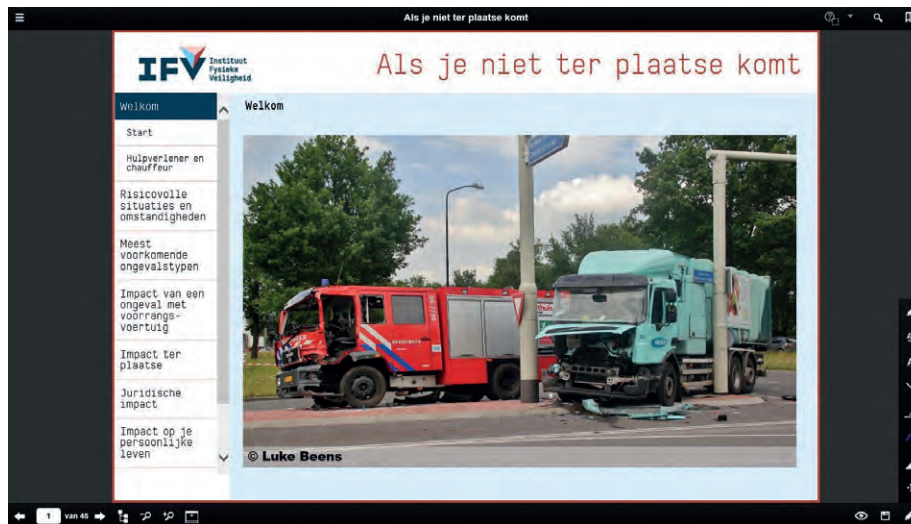 Als je niet ter plaatse komt
IFV
Instituut
Fysieke
Veiligheid
Als je niet ter plaatse komt
Welkom
Start
Hulpverlener en
chauffeur
Risicovolle
situaties en
omstandigheden
Meest
voorkomende
ongevalstypen
Impact van een
ongeval met
voorrangs-
voertuig
Impact ter
plaatse
Juridische
impact
Impact op je
persoonlijke
leven
Welkom
© Luke Beens
1 van 45